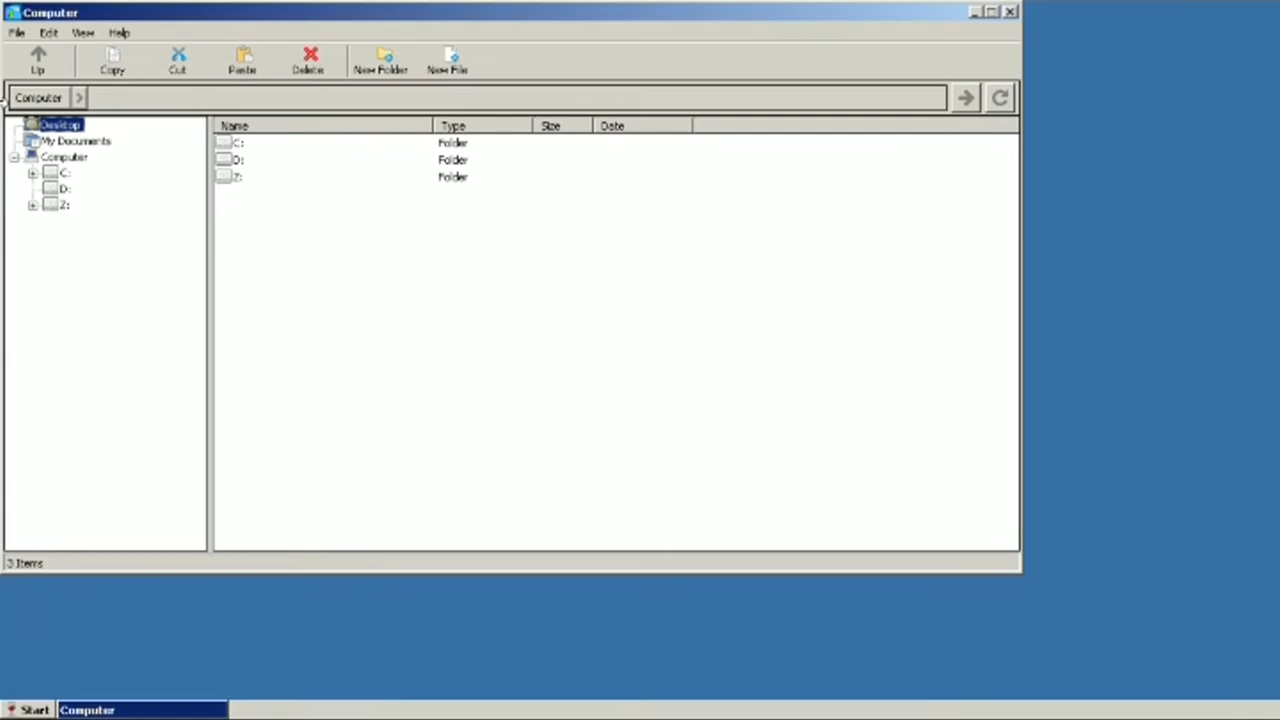 Computer
File Edit View Help
Up Copy Cut Paste Delete New Folder New File
Computer
Desktop
My Documents
Computer
C:
D:
Z:
Name Type Size Date
C: Folder
D: Folder
Z: Folder
3 Items
Start Computer